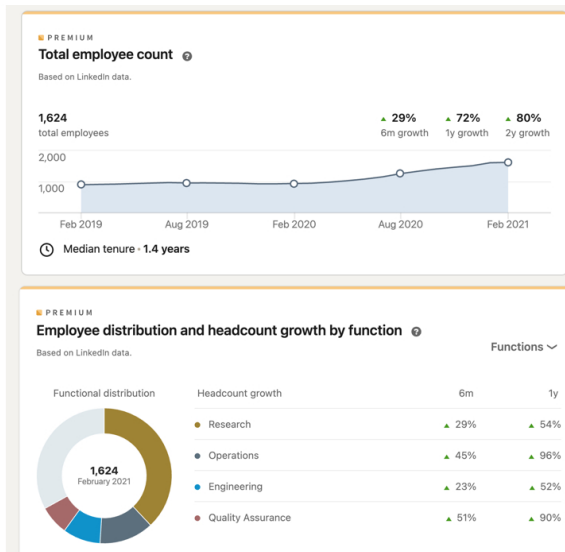 PREMIUM
Total employee count ?
Based on LinkedIn data.
1,624 ▲ 29% ▲ 72% ▲ 80%
total employees 6m growth 1y growth 2y growth
2,000
1,000
Feb 2019 Aug 2019 Feb 2020 Aug 2020 Feb 2021
Median tenure · 1.4 years
PREMIUM
Employee distribution and headcount growth by function ?
Based on LinkedIn data.
Functions
Functional distribution Headcount growth 6m 1y
Research ▲ 29% ▲ 54%
Operations ▲ 45% ▲ 96%
1,624
February 2021
Engineering ▲ 23% ▲ 52%
Quality Assurance ▲ 51% ▲ 90%